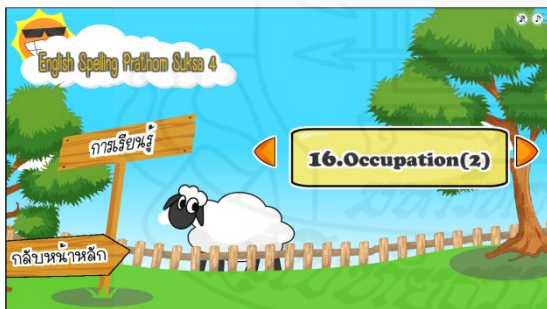 English Spelling Prathom Suksa 4
การเรียนรู้
16.Occupation(2)
กลับหน้าหลัก